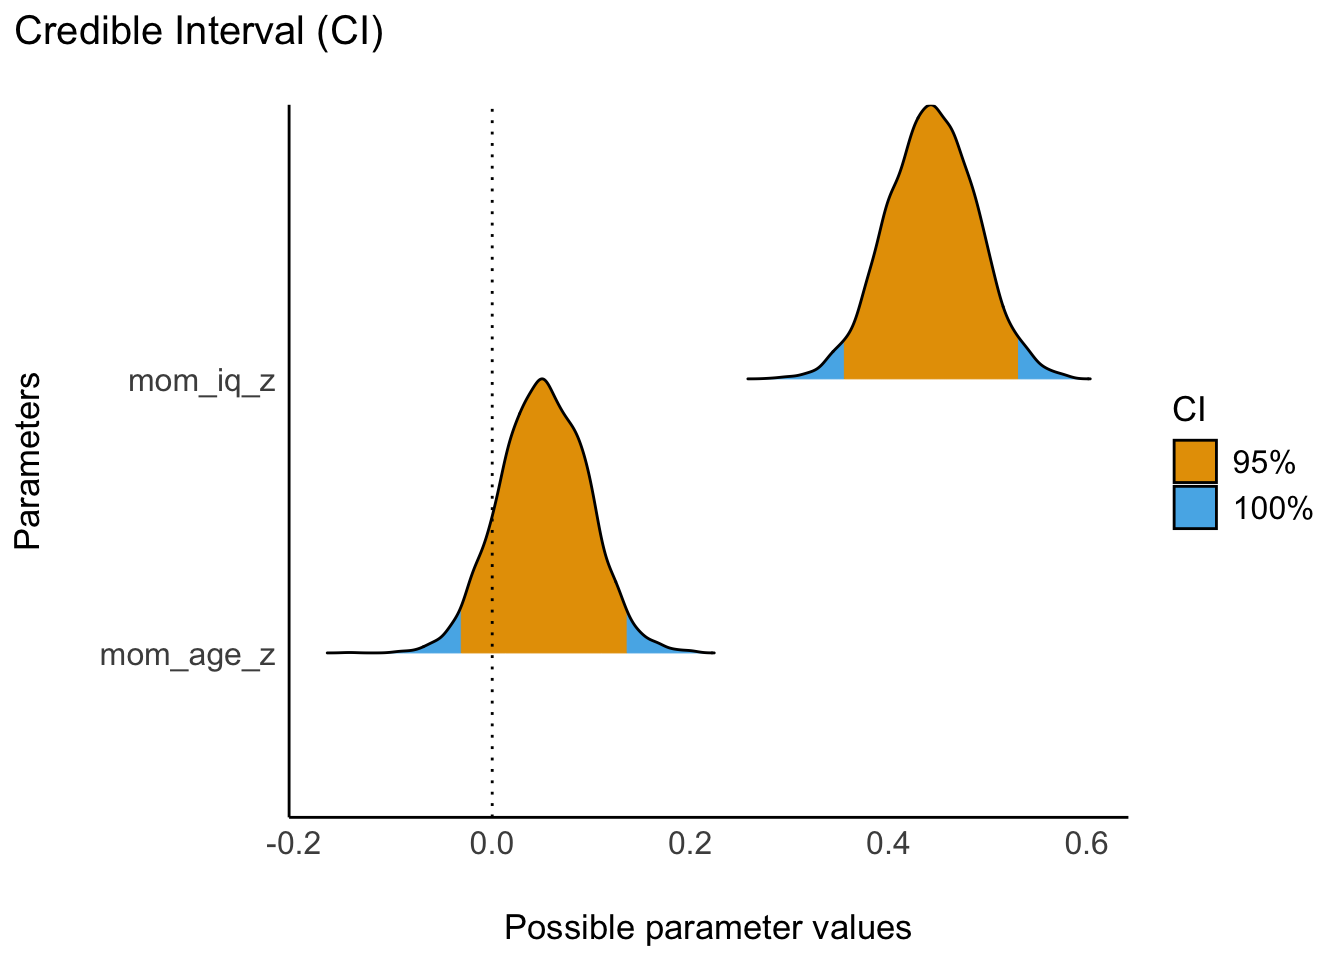 Credible Interval (CI)
Parameters
mom_iq_z
mom_age_z
-0.2 0.0 0.2 0.4 0.6
Possible parameter values
CI
95%
100%